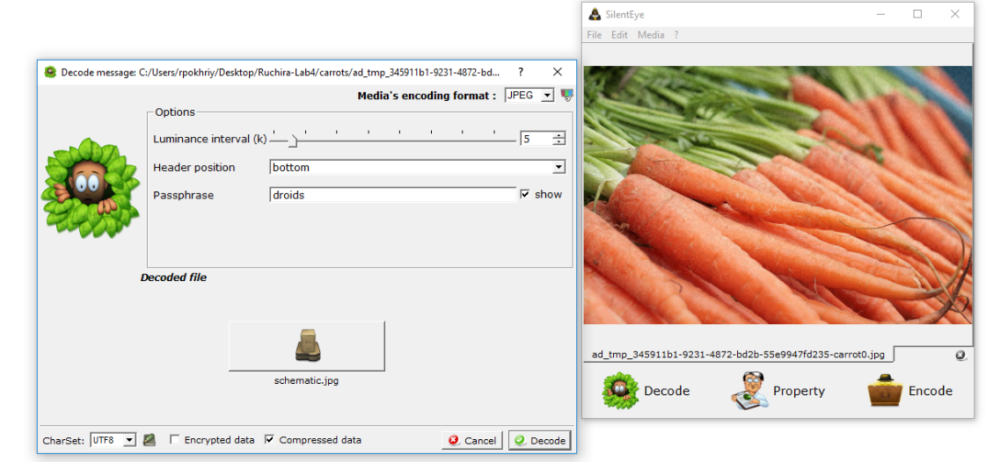 SilentEye
File Edit Media ?
Decode message: C:/Users/rpokhriy/Desktop/Ruchira-Lab4/carrots/ad_tmp_345911b1-9231-4872-bd... ?
Media's encoding format : JPEG
Options
Luminance interval (k) 5
Header position bottom
Passphrase droids show
Decoded file
schematic.jpg
CharSet: UTF8 Encrypted data Compressed data Cancel Decode
ad_tmp_345911b1-9231-4872-bd2b-55e9947fd235-carrot0.jpg
Decode Property Encode